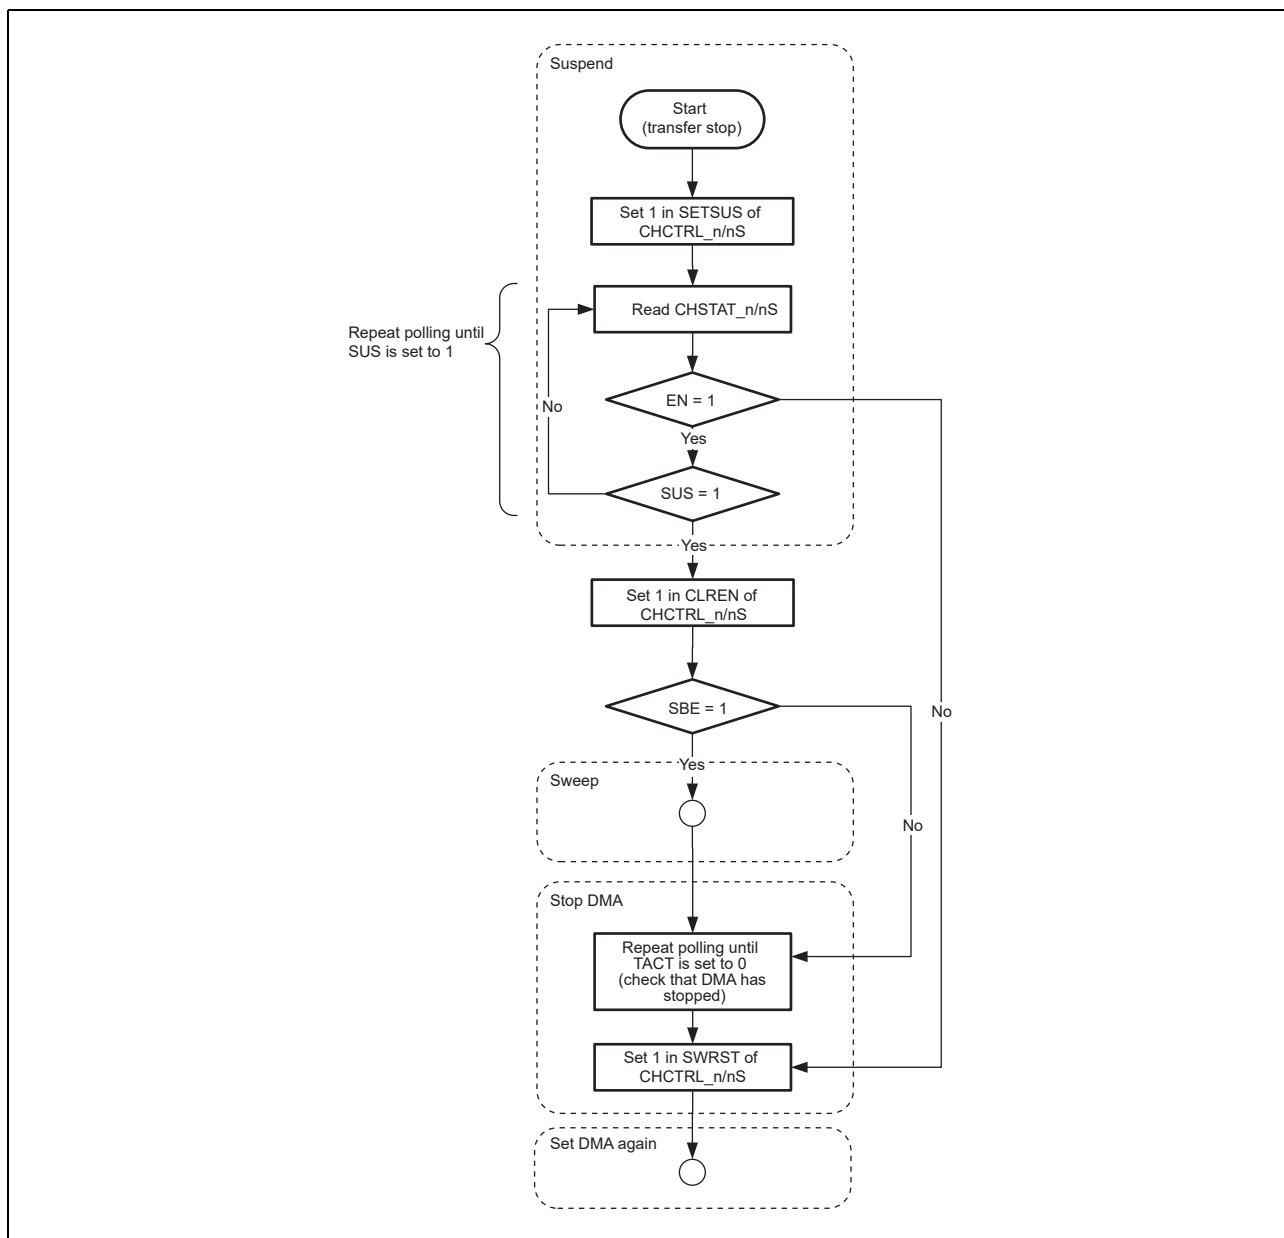 Suspend
Start
(transfer stop)
Set 1 in SETSUS of
CHCTRL_n/nS
Read CHSTAT_n/nS
Repeat polling until
SUS is set to 1
EN = 1
No
Yes
SUS = 1
Yes
Set 1 in CLREN of
CHCTRL_n/nS
SBE = 1
No
Yes
Sweep
No
Stop DMA
Repeat polling until
TACT is set to 0
(check that DMA has
stopped)
Set 1 in SWRST of
CHCTRL_n/nS
Set DMA again